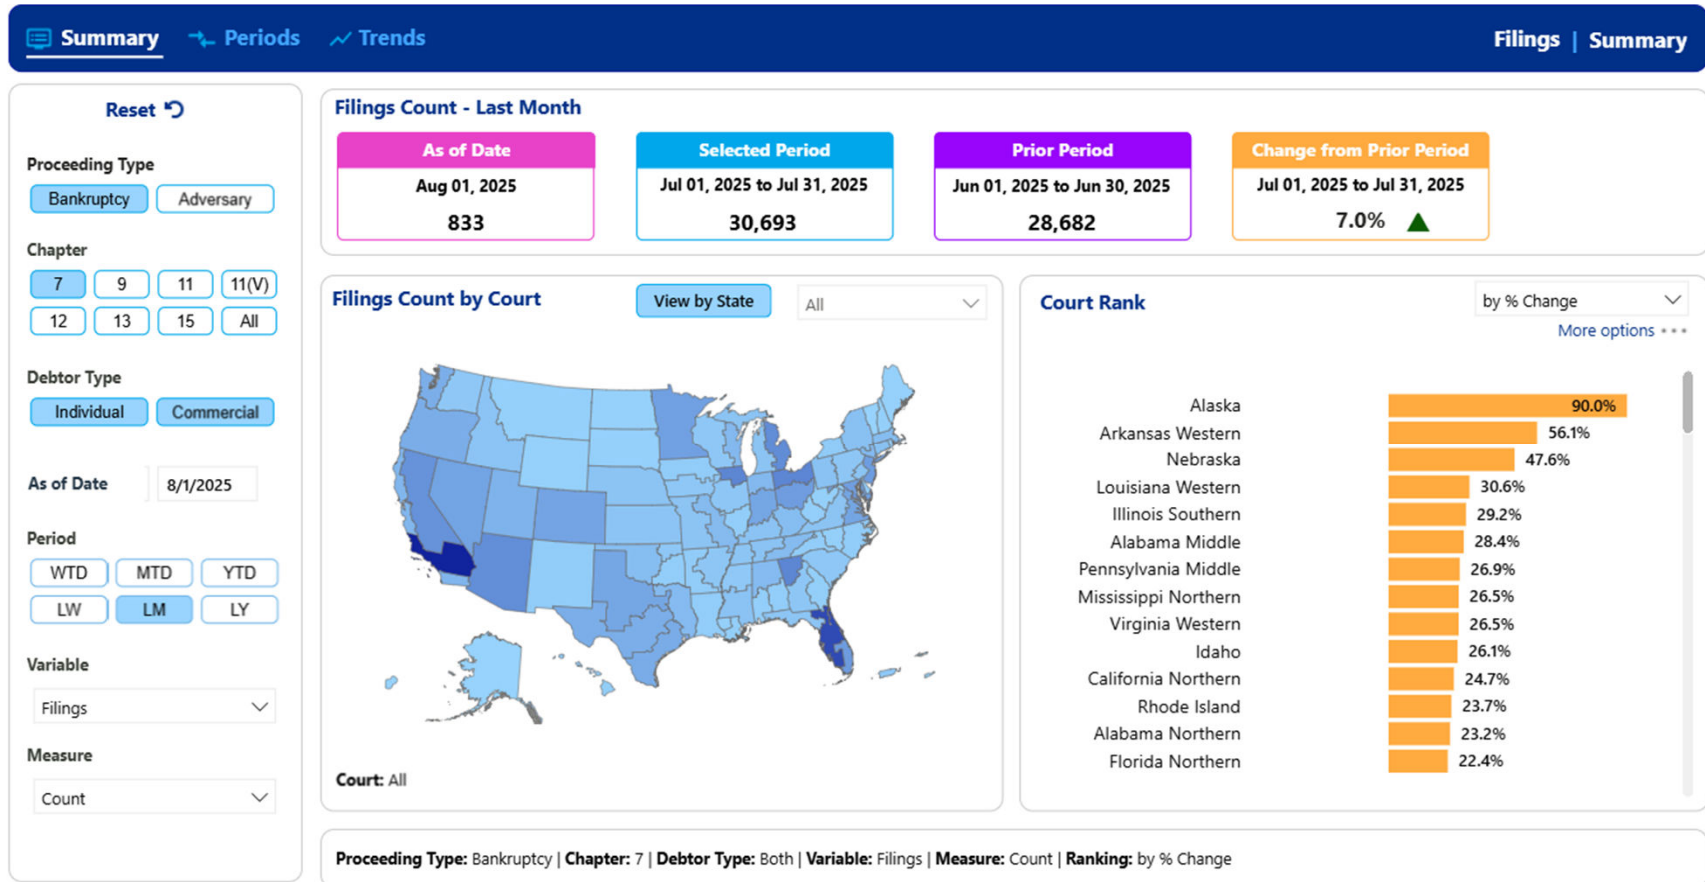 Summary Periods Trends Filings | Summary
Reset
Proceeding Type
Bankruptcy Adversary
Chapter
7 9 11 11(V)
12 13 15 All
Debtor Type
Individual Commercial
As of Date 8/1/2025
Period
WTD MTD YTD
LW LM LY
Variable
Filings
Measure
Count
Filings Count - Last Month
As of Date
Aug 01, 2025
833
Selected Period
Jul 01, 2025 to Jul 31, 2025
30,693
Prior Period
Jun 01, 2025 to Jun 30, 2025
28,682
Change from Prior Period
Jul 01, 2025 to Jul 31, 2025
7.0%
Filings Count by Court View by State All
Court: All
Court Rank by % Change
More options
Alaska 90.0%
Arkansas Western 56.1%
Nebraska 47.6%
Louisiana Western 30.6%
Illinois Southern 29.2%
Alabama Middle 28.4%
Pennsylvania Middle 26.9%
Mississippi Northern 26.5%
Virginia Western 26.5%
Idaho 26.1%
California Northern 24.7%
Rhode Island 23.7%
Alabama Northern 23.2%
Florida Northern 22.4%
Proceeding Type: Bankruptcy | Chapter: 7 | Debtor Type: Both | Variable: Filings | Measure: Count | Ranking: by % Change